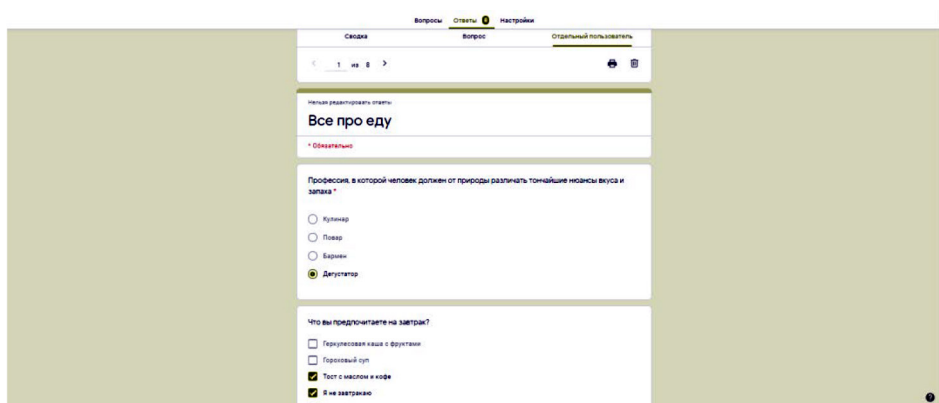 Вопросы Ответы 8 Настройки
Сводка Вопрос Отдельный пользователь
1 из 8
Нельзя редактировать ответы
Все про еду
* Обязательно
Профессия, в которой человек должен от природы различать тончайшие нюансы вкуса и
запаха *
Кулинар
Повар
Бармен
Дегустатор
Что вы предпочитаете на завтрак?
Геркулесовая каша с фруктами
Гороховый суп
Тост с маслом и кофе
Я не завтракаю